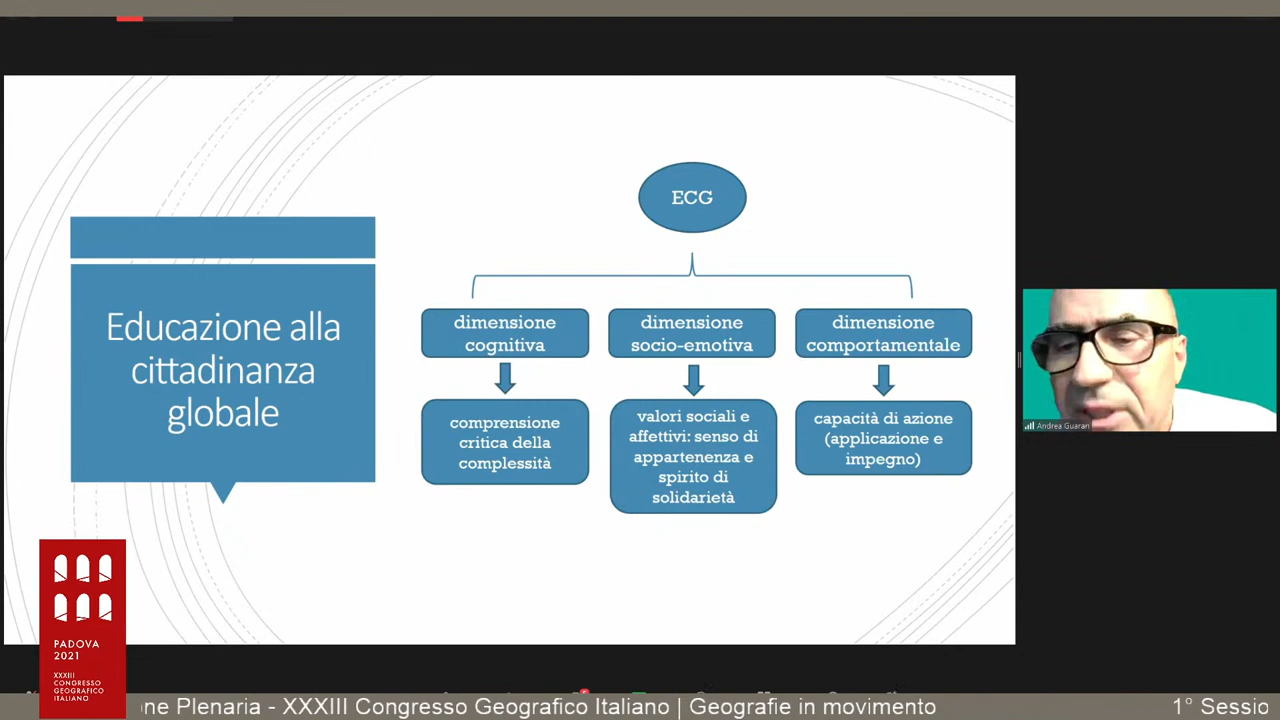 ECG
Educazione alla
cittadinanza
globale
dimensione
cognitiva
dimensione
socio-emotiva
dimensione
comportamentale
comprensione
critica della
complessità
valori sociali e
affettivi: senso di
appartenenza e
spirito di
solidarietà
capacità di azione
(applicazione e
impegno)
Andrea Guaran
PADOVA
2021
XXXIII
CONGRESSO
GEOGRAFICO
ITALIANO
ne Plenaria - XXXIII Congresso Geografico Italiano | Geografie in movimento
1° Sessio